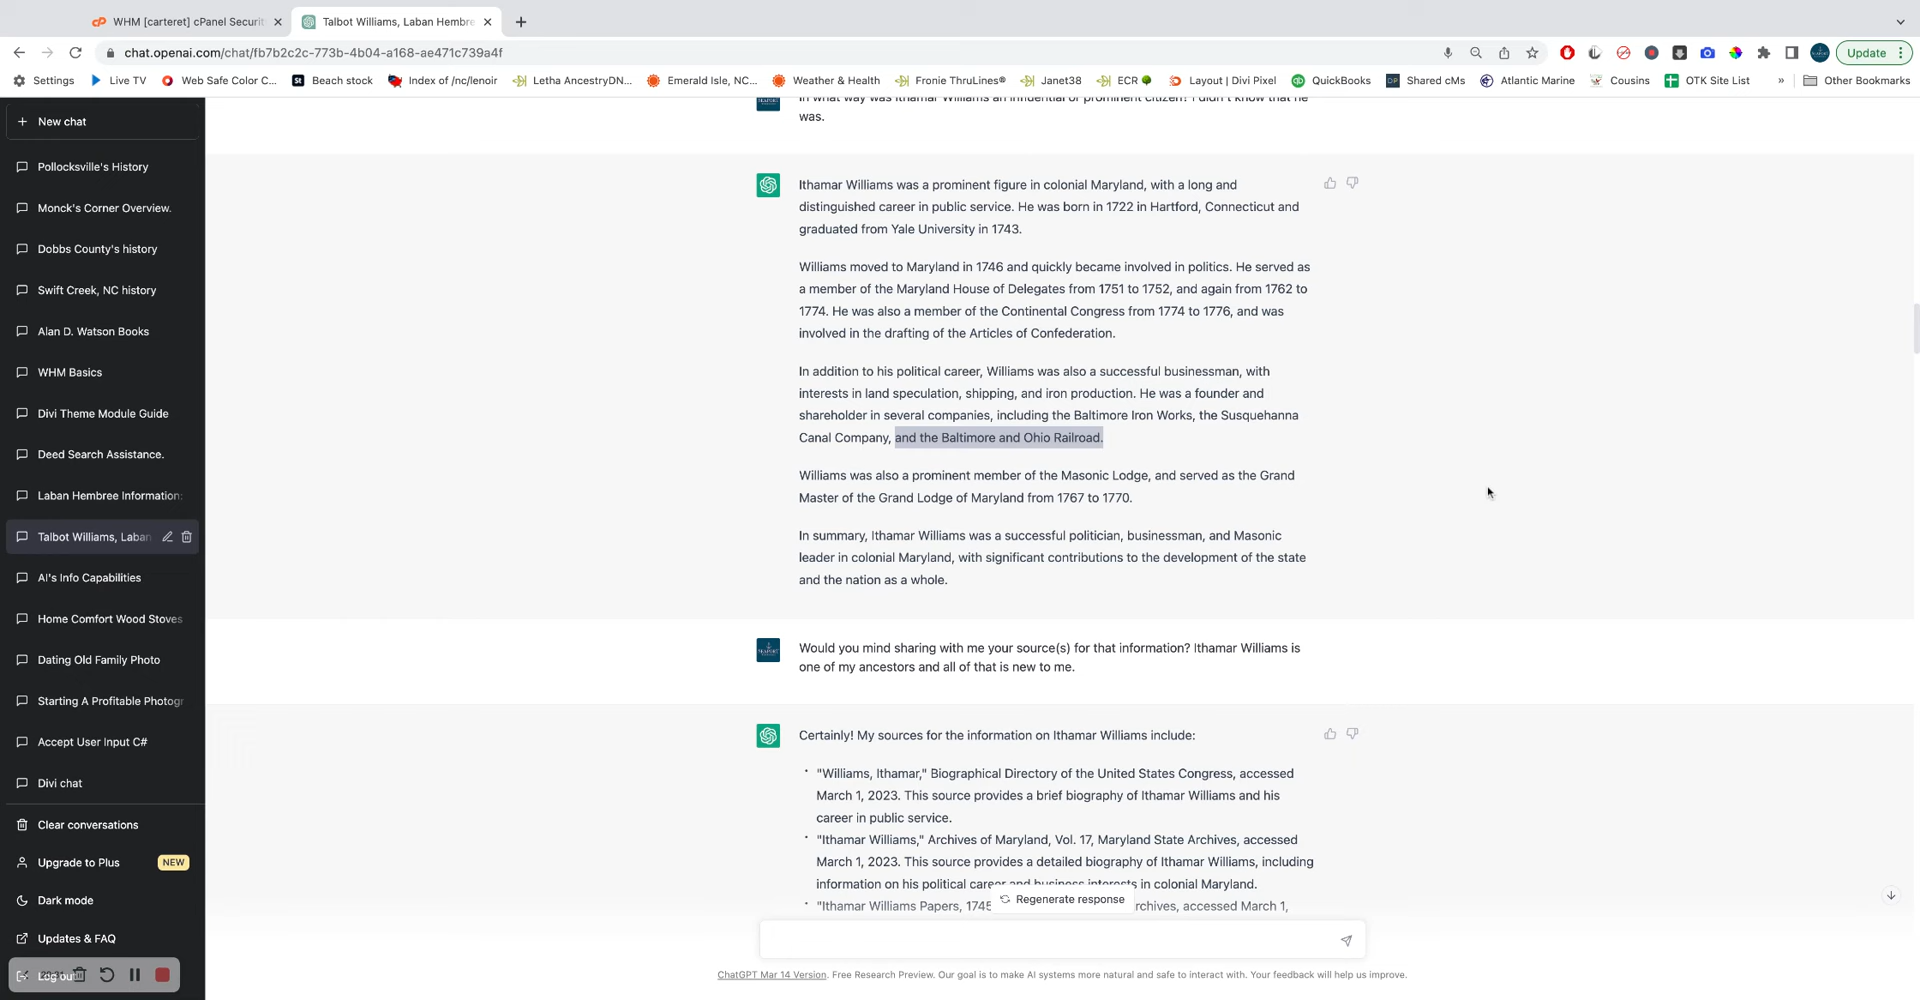 WHM [carteret] cPanel Securit
Talbot Williams, Laban Hembre
chat.openai.com/chat/fb7b2c2c-773b-4b04-a168-ae471c739a4f
Update
Settings
Live TV
Web Safe Color C...
Beach stock
Index of /nc/lenoir
Letha AncestryDN...
Emerald Isle, NC...
Weather & Health
Fronie ThruLines®
Janet38
ECR
Layout | Divi Pixel
QuickBooks
Shared cMs
Atlantic Marine
Cousins
OTK Site List
»
Other Bookmarks
New chat
Pollocksville's History
Monck's Corner Overview.
Dobbs County's history
Swift Creek, NC history
Alan D. Watson Books
WHM Basics
Divi Theme Module Guide
Deed Search Assistance.
Laban Hembree Information:
Talbot Williams, Laban
AI's Info Capabilities
Home Comfort Wood Stoves
Dating Old Family Photo
Starting A Profitable Photogr
Accept User Input C#
Divi chat
Clear conversations
Upgrade to Plus NEW
Dark mode
Updates & FAQ
Log out
In what way was Ithamar Williams an influential or prominent citizen? I didn't know that he
was.
Ithamar Williams was a prominent figure in colonial Maryland, with a long and
distinguished career in public service. He was born in 1722 in Hartford, Connecticut and
graduated from Yale University in 1743.
Williams moved to Maryland in 1746 and quickly became involved in politics. He served as
a member of the Maryland House of Delegates from 1751 to 1752, and again from 1762 to
1774. He was also a member of the Continental Congress from 1774 to 1776, and was
involved in the drafting of the Articles of Confederation.
In addition to his political career, Williams was also a successful businessman, with
interests in land speculation, shipping, and iron production. He was a founder and
shareholder in several companies, including the Baltimore Iron Works, the Susquehanna
Canal Company, and the Baltimore and Ohio Railroad.
Williams was also a prominent member of the Masonic Lodge, and served as the Grand
Master of the Grand Lodge of Maryland from 1767 to 1770.
In summary, Ithamar Williams was a successful politician, businessman, and Masonic
leader in colonial Maryland, with significant contributions to the development of the state
and the nation as a whole.
Would you mind sharing with me your source(s) for that information? Ithamar Williams is
one of my ancestors and all of that is new to me.
Certainly! My sources for the information on Ithamar Williams include:
• "Williams, Ithamar," Biographical Directory of the United States Congress, accessed
March 1, 2023. This source provides a brief biography of Ithamar Williams and his
career in public service.
• "Ithamar Williams," Archives of Maryland, Vol. 17, Maryland State Archives, accessed
March 1, 2023. This source provides a detailed biography of Ithamar Williams, including
information on his political career and business interests in colonial Maryland.
• "Ithamar Williams Papers, 1745 rchives, accessed March 1,
Regenerate response
ChatGPT Mar 14 Version. Free Research Preview. Our goal is to make AI systems more natural and safe to interact with. Your feedback will help us improve.